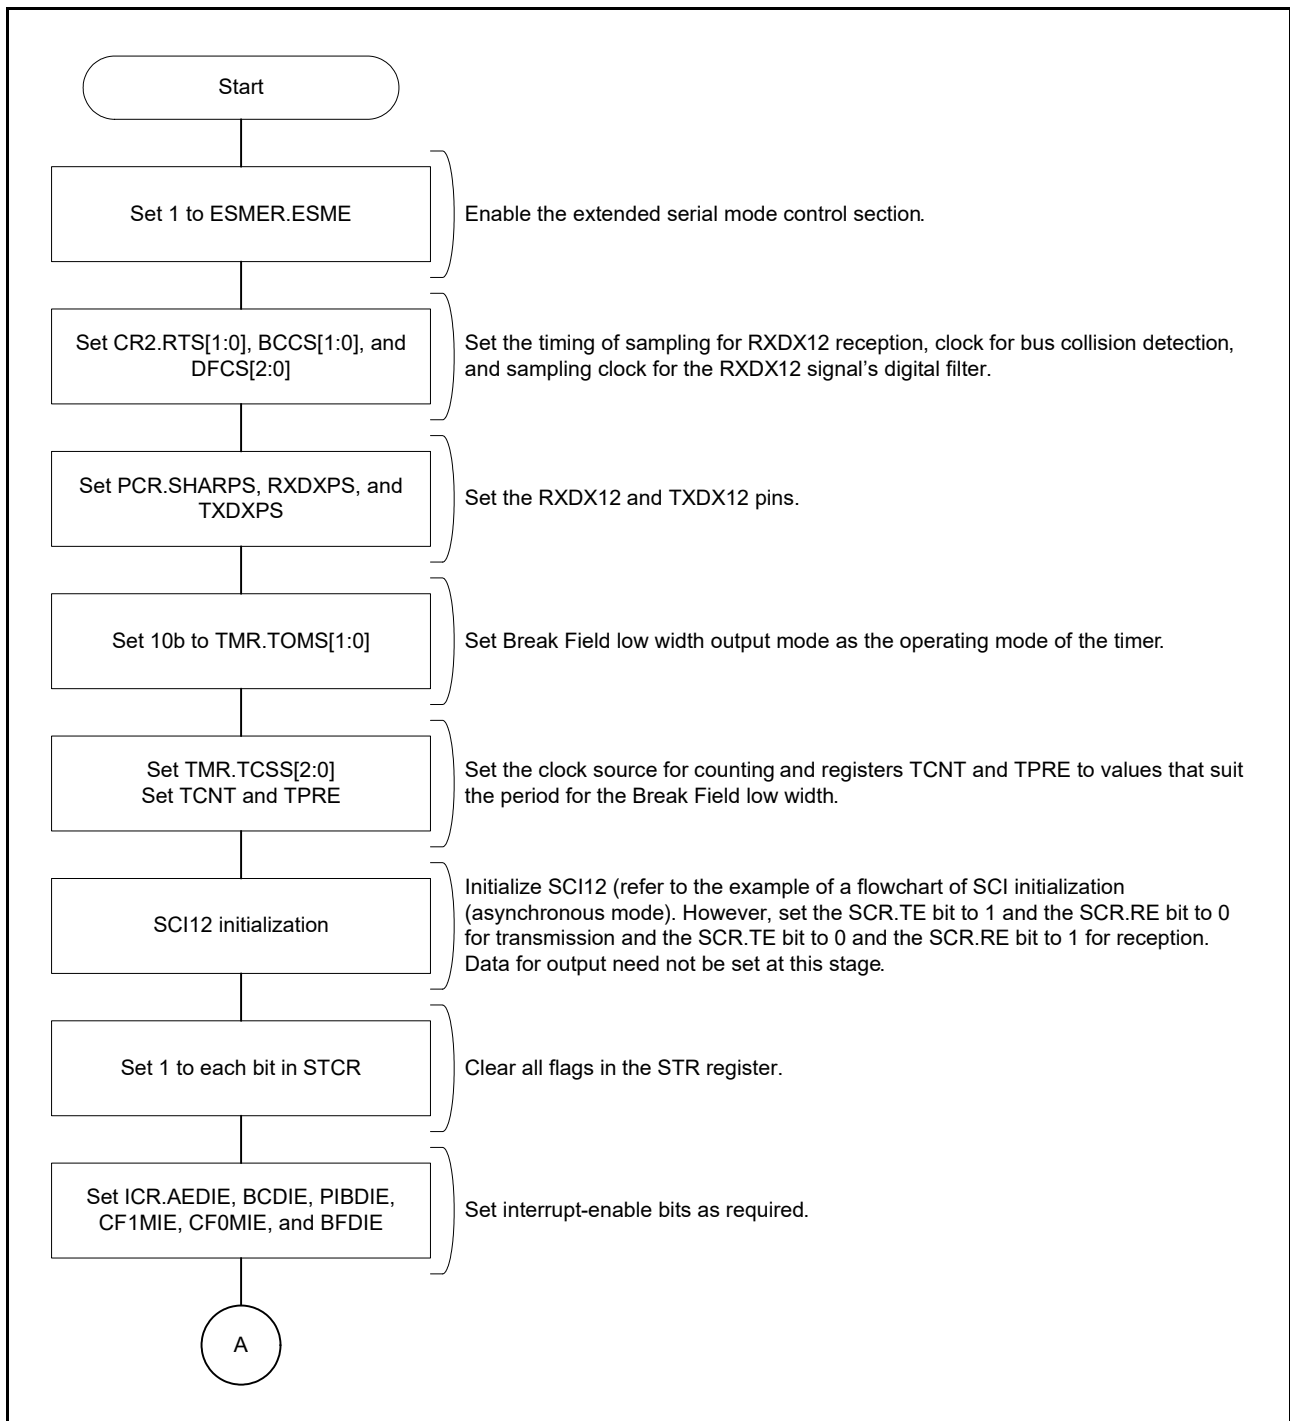 Start
Set 1 to ESMER.ESME
Enable the extended serial mode control section.
Set CR2.RTS[1:0], BCCS[1:0], and
DFCS[2:0]
Set the timing of sampling for RXDX12 reception, clock for bus collision detection,
and sampling clock for the RXDX12 signal's digital filter.
Set PCR.SHARPS, RXDXPS, and
TXDXPS
Set the RXDX12 and TXDX12 pins.
Set 10b to TMR.TOMS[1:0]
Set Break Field low width output mode as the operating mode of the timer.
Set TMR.TCSS[2:0]
Set TCNT and TPRE
Set the clock source for counting and registers TCNT and TPRE to values that suit
the period for the Break Field low width.
SCI12 initialization
Initialize SCI12 (refer to the example of a flowchart of SCI initialization
(asynchronous mode). However, set the SCR.TE bit to 1 and the SCR.RE bit to 0
for transmission and the SCR.TE bit to 0 and the SCR.RE bit to 1 for reception.
Data for output need not be set at this stage.
Set 1 to each bit in STCR
Clear all flags in the STR register.
Set ICR.AEDIE, BCDIE, PIBDIE,
CF1MIE, CF0MIE, and BFDIE
Set interrupt-enable bits as required.
A